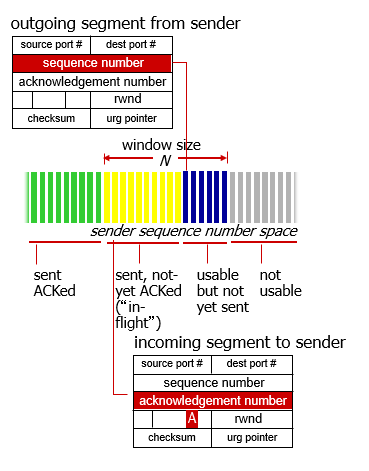 outgoing segment from sender
source port # dest port #
sequence number
acknowledgement number
rwnd
checksum urg pointer
window size
N
sender sequence number space
sent
ACKed
sent, not-
yet ACKed
(“in-
flight”)
usable
but not
yet sent
not
usable
incoming segment to sender
source port # dest port #
sequence number
acknowledgement number
A rwnd
checksum urg pointer